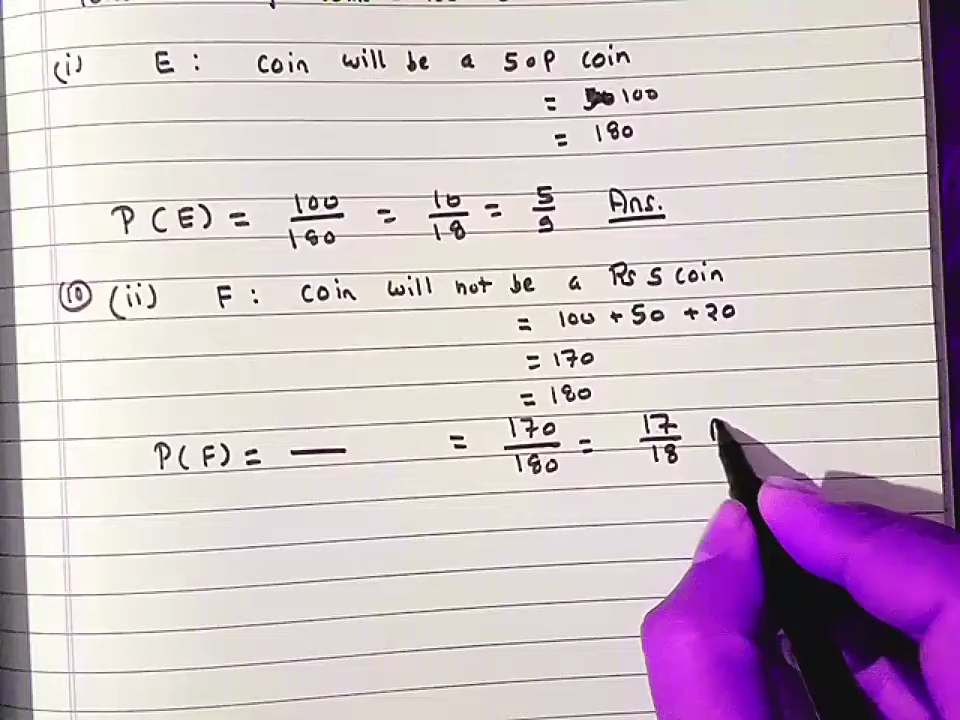 (i) E : coin will be a 50P coin
= 100
= 180
P(E) = 100/180 = 10/18 = 5/9 Ans.
(10) (ii) F : coin will not be a Rs 5 coin
= 100 + 50 + 20
= 170
= 180
P(F) = — = 170/180 = 17/18